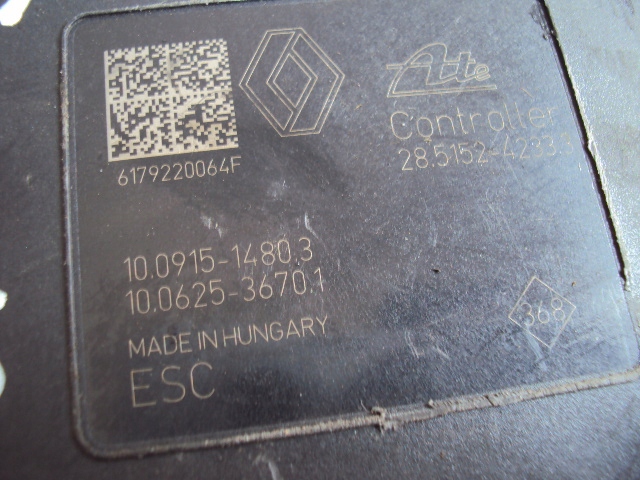 Ate
Controller
28.5152-4233.3
6179220064F
10.0915-1480.3
10.0625-3670.1
MADE IN HUNGARY
ESC
368